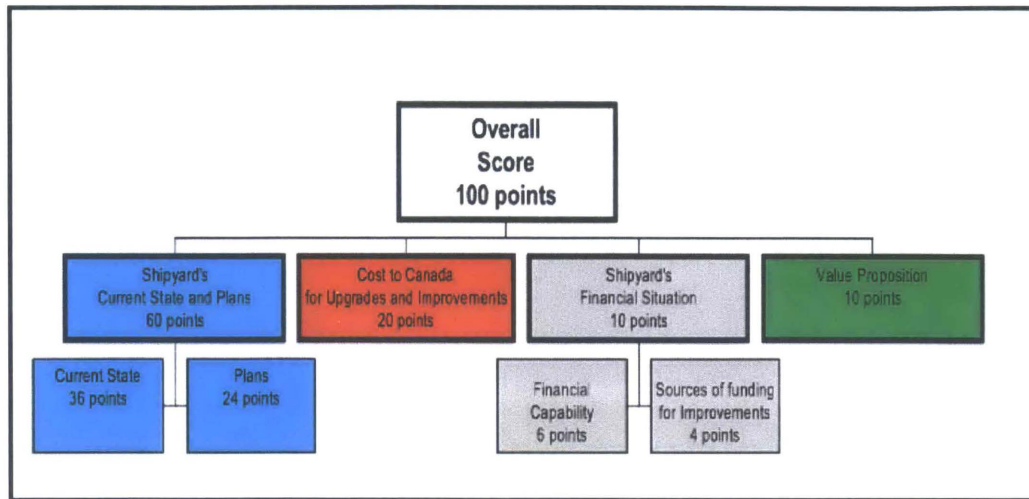 Overall
Score
100 points
Shipyard's
Current State and Plans
60 points
Cost to Canada
for Upgrades and Improvements
20 points
Shipyard's
Financial Situation
10 points
Value Proposition
10 points
Current State
36 points
Plans
24 points
Financial
Capability
6 points
Sources of funding
for Improvements
4 points